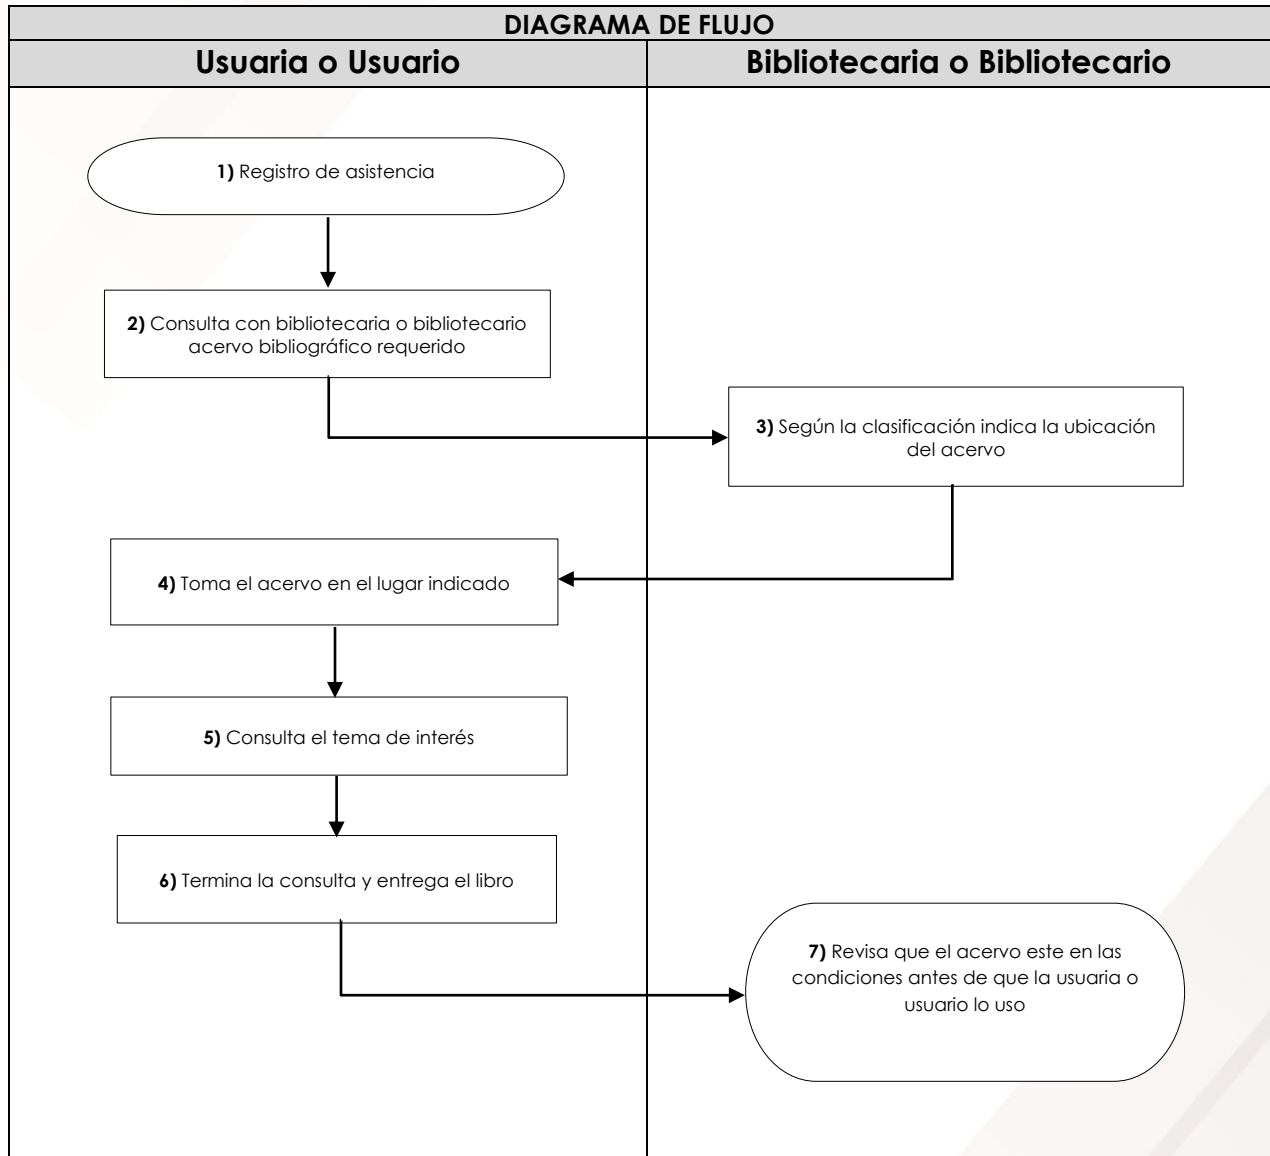 DIAGRAMA DE FLUJO
Usuaria o Usuario
Bibliotecaria o Bibliotecario
1) Registro de asistencia
2) Consulta con bibliotecaria o bibliotecario
acervo bibliográfico requerido
3) Según la clasificación indica la ubicación
del acervo
4) Toma el acervo en el lugar indicado
5) Consulta el tema de interés
6) Termina la consulta y entrega el libro
7) Revisa que el acervo este en las
condiciones antes de que la usuaria o
usuario lo uso